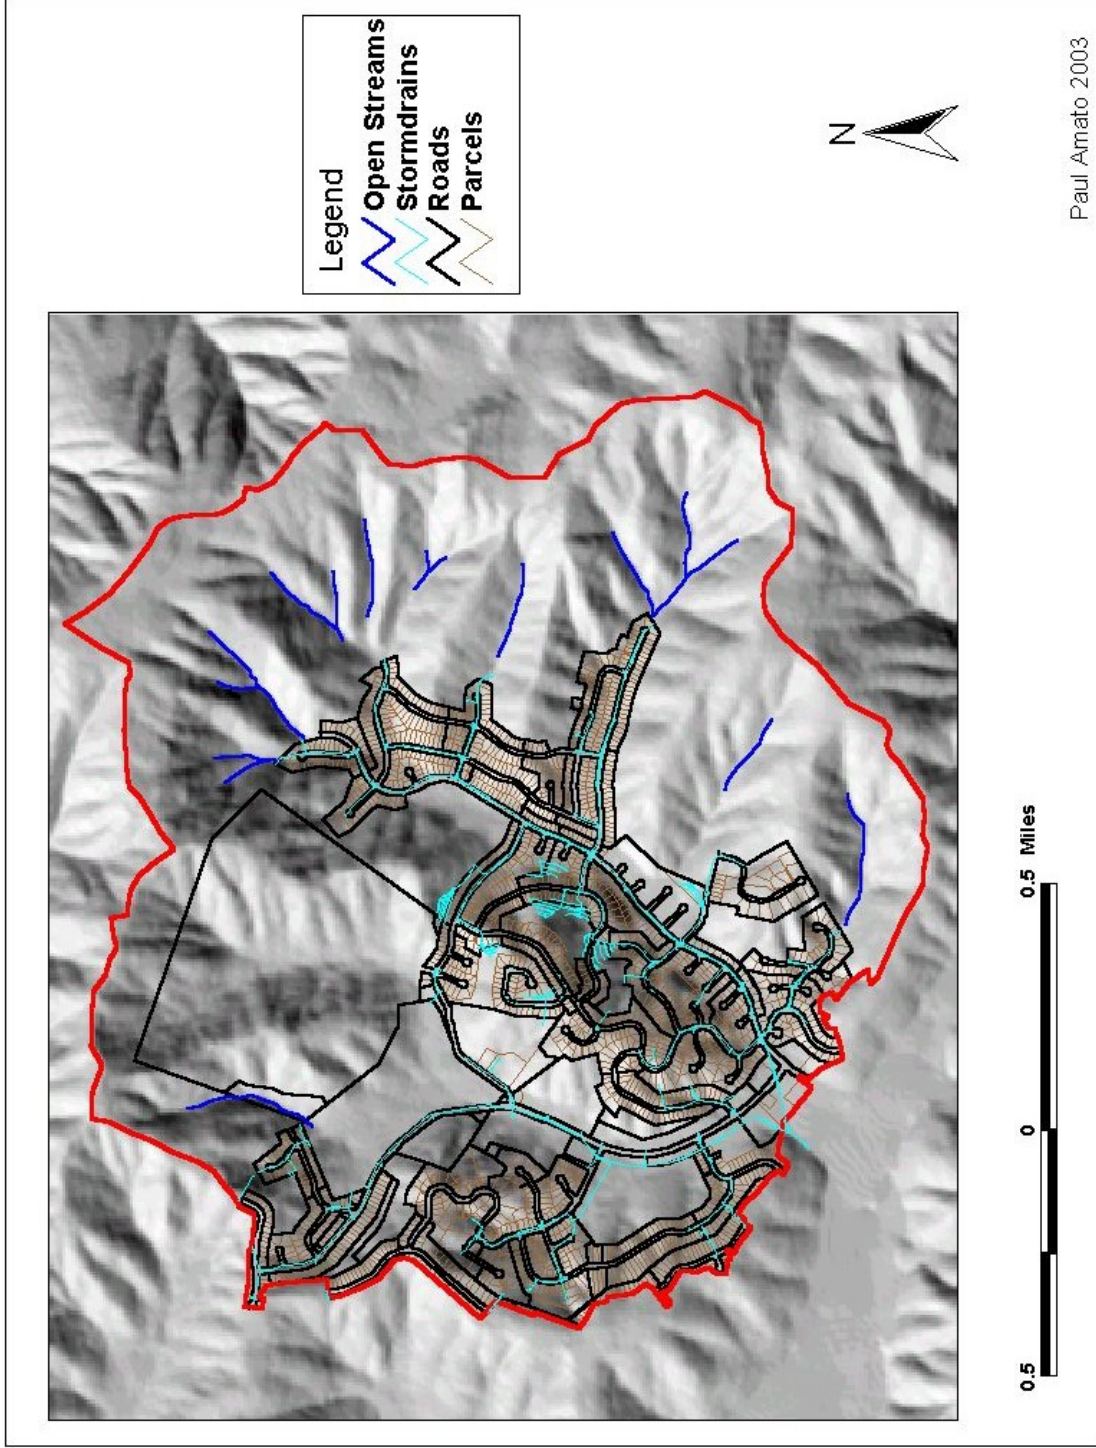 Legend
Open Streams
Stormdrains
Roads
Parcels
N
0.5 0 0.5 Miles
Paul Amato 2003